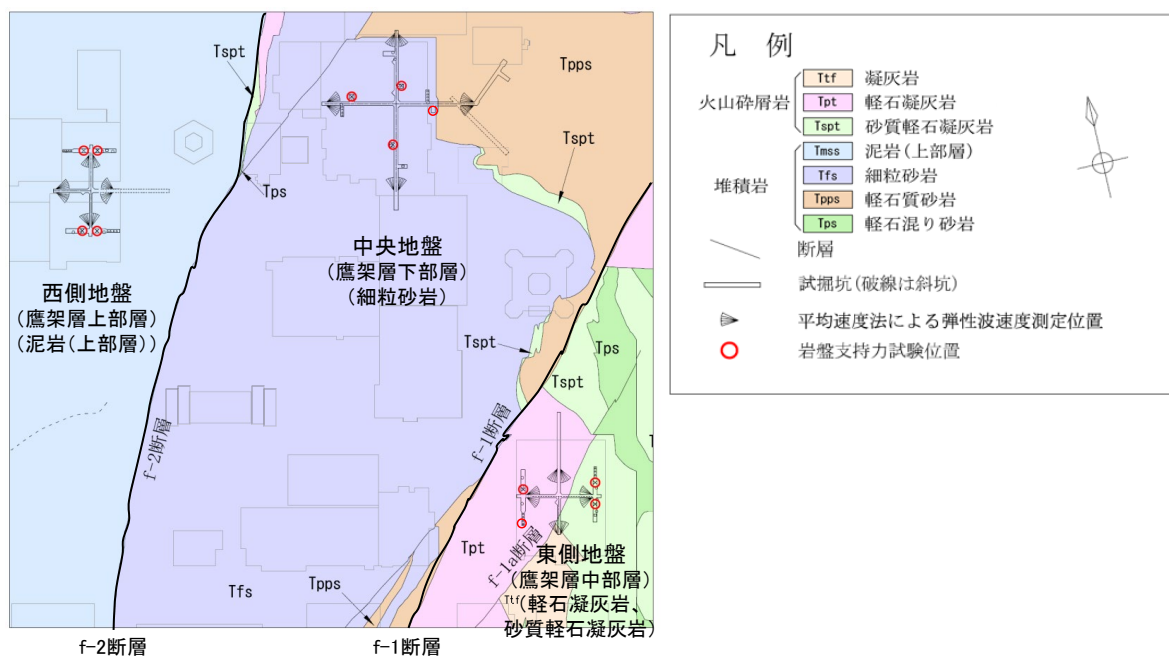 Tspt
Tpps
Tspt
Tps
中央地盤
(鷹架層下部層)
(細粒砂岩)
西側地盤
(鷹架層上部層)
(泥岩(上部層))
Tspt
Tps
Tspt
f-2断層
f-1断層
Tpt
f-1a断層
東側地盤
(鷹架層中部層)
Ttf
(軽石凝灰岩、
砂質軽石凝灰岩)
Tfs
Tpps
f-2断層
f-1断層
凡 例
火山砕屑岩
Ttf 凝灰岩
Tpt 軽石凝灰岩
Tspt 砂質軽石凝灰岩
堆積岩
Tmss 泥岩(上部層)
Tfs 細粒砂岩
Tpps 軽石質砂岩
Tps 軽石混り砂岩
断層
試掘坑(破線は斜坑)
平均速度法による弾性波速度測定位置
岩盤支持力試験位置